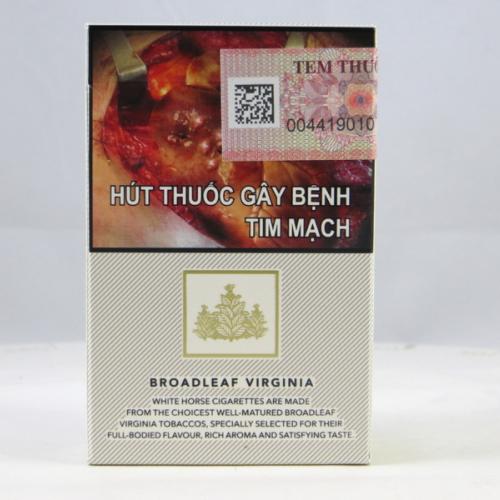 TEM THU
004419010
HÚT THUỐC GÂY BỆNH
TIM MẠCH
BROADLEAF VIRGINIA
WHITE HORSE CIGARETTES ARE MADE
FROM THE CHOICEST WELL-MATURED BROADLEAF
VIRGINIA TOBACCOS, SPECIALLY SELECTED FOR THEIR
FULL-BODIED FLAVOUR, RICH AROMA AND SATISFYING TASTE.